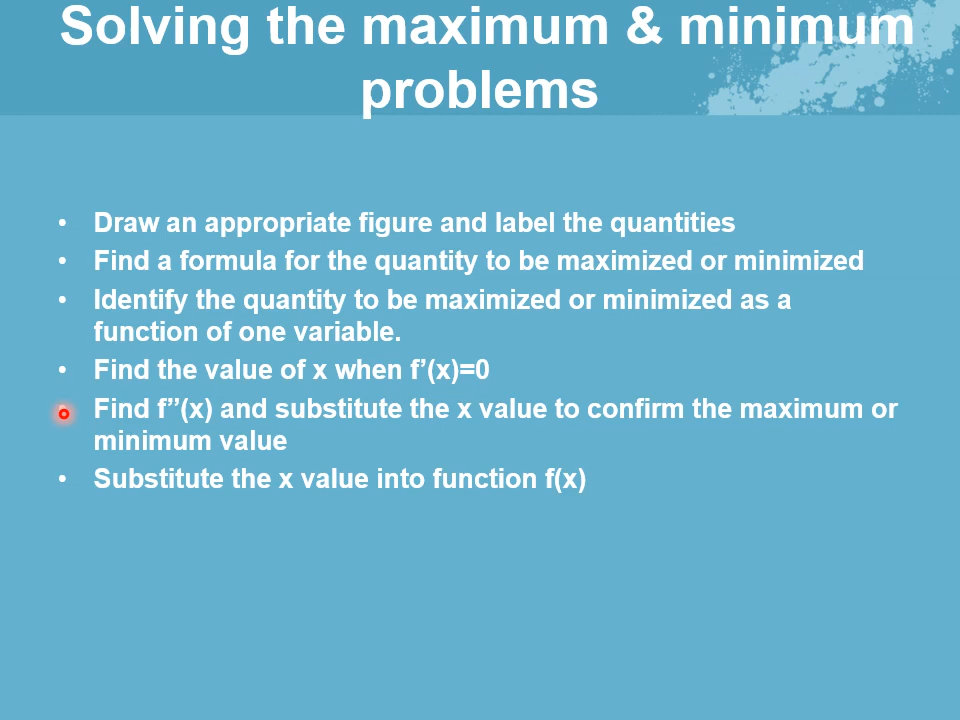 Solving the maximum & minimum
problems
• Draw an appropriate figure and label the quantities
• Find a formula for the quantity to be maximized or minimized
• Identify the quantity to be maximized or minimized as a
function of one variable.
• Find the value of x when f’(x)=0
• Find f’’(x) and substitute the x value to confirm the maximum or
minimum value
• Substitute the x value into function f(x)